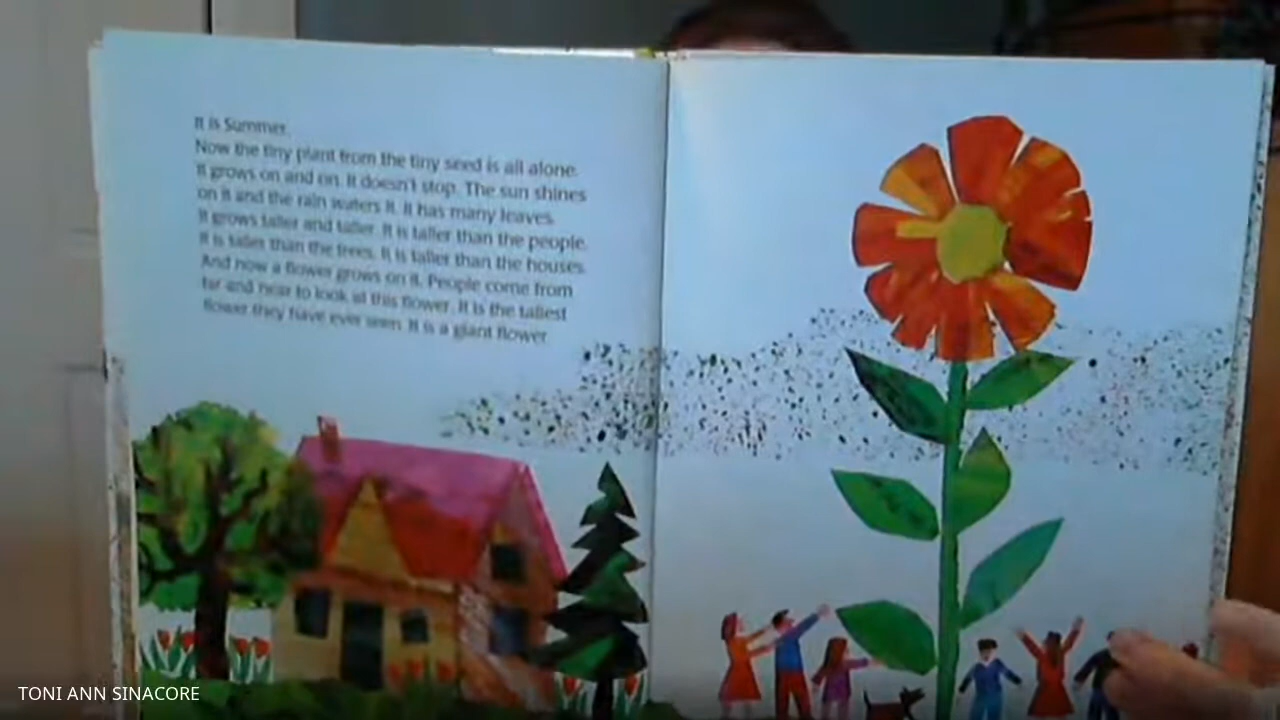 It is Summer.
Now the tiny plant from the tiny seed is all alone.
It grows on and on. It doesn't stop. The sun shines
on it and the rain waters it. It has many leaves.
It grows taller and taller. It is taller than the people.
It is taller than the trees. It is taller than the houses.
And now a flower grows on it. People come from
far and near to look at this flower. It is the tallest
flower they have ever seen. It is a giant flower.
TONI ANN SINACORE